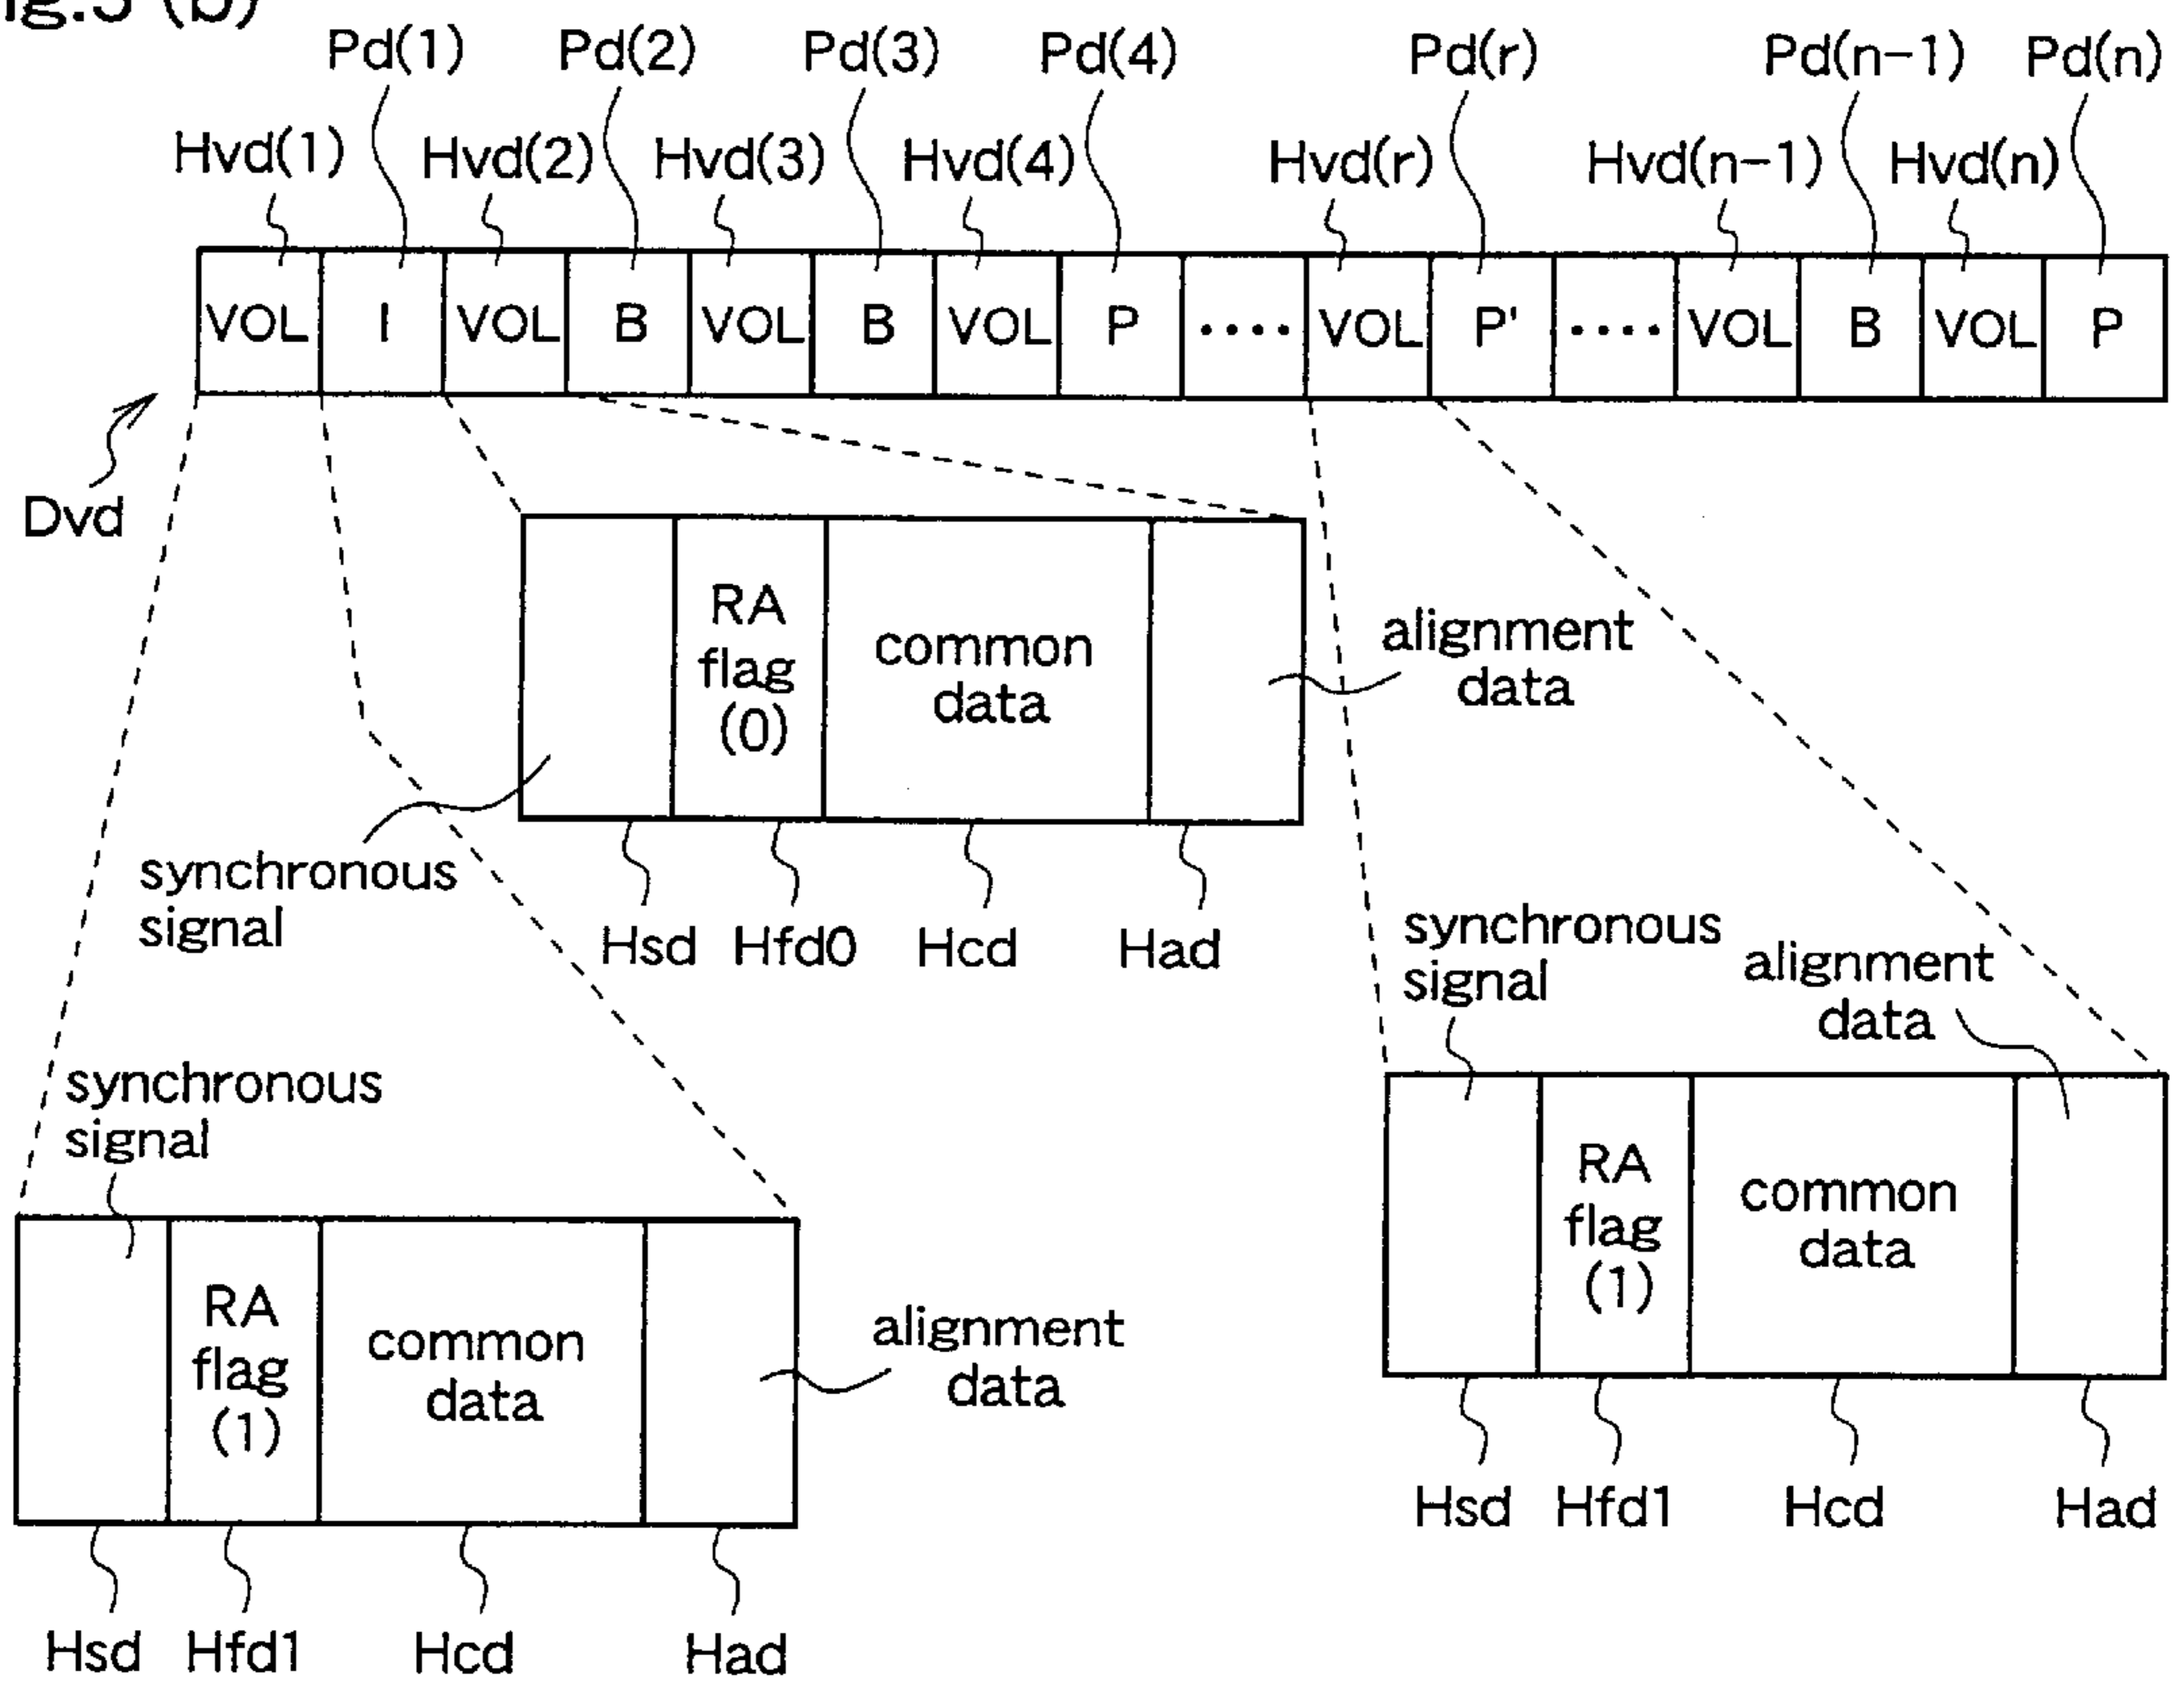 (b)
Pd(1) Pd(2) Pd(3) Pd(4) Pd(r) Pd(n-1) Pd(n)
Hvd(1) Hvd(2) Hvd(3) Hvd(4) Hvd(r) Hvd(n-1) Hvd(n)
VOL I VOL B VOL B VOL P ···· VOL P' ···· VOL B VOL P
Dvd
RA
flag
(0)
common
data
alignment
data
synchronous
signal
Hsd Hfd0 Hcd Had
synchronous
signal
alignment
data
RA
flag
(1)
common
data
Hsd Hfd1 Hcd Had
synchronous
signal
RA
flag
(1)
common
data
alignment
data
Hsd Hfd1 Hcd Had